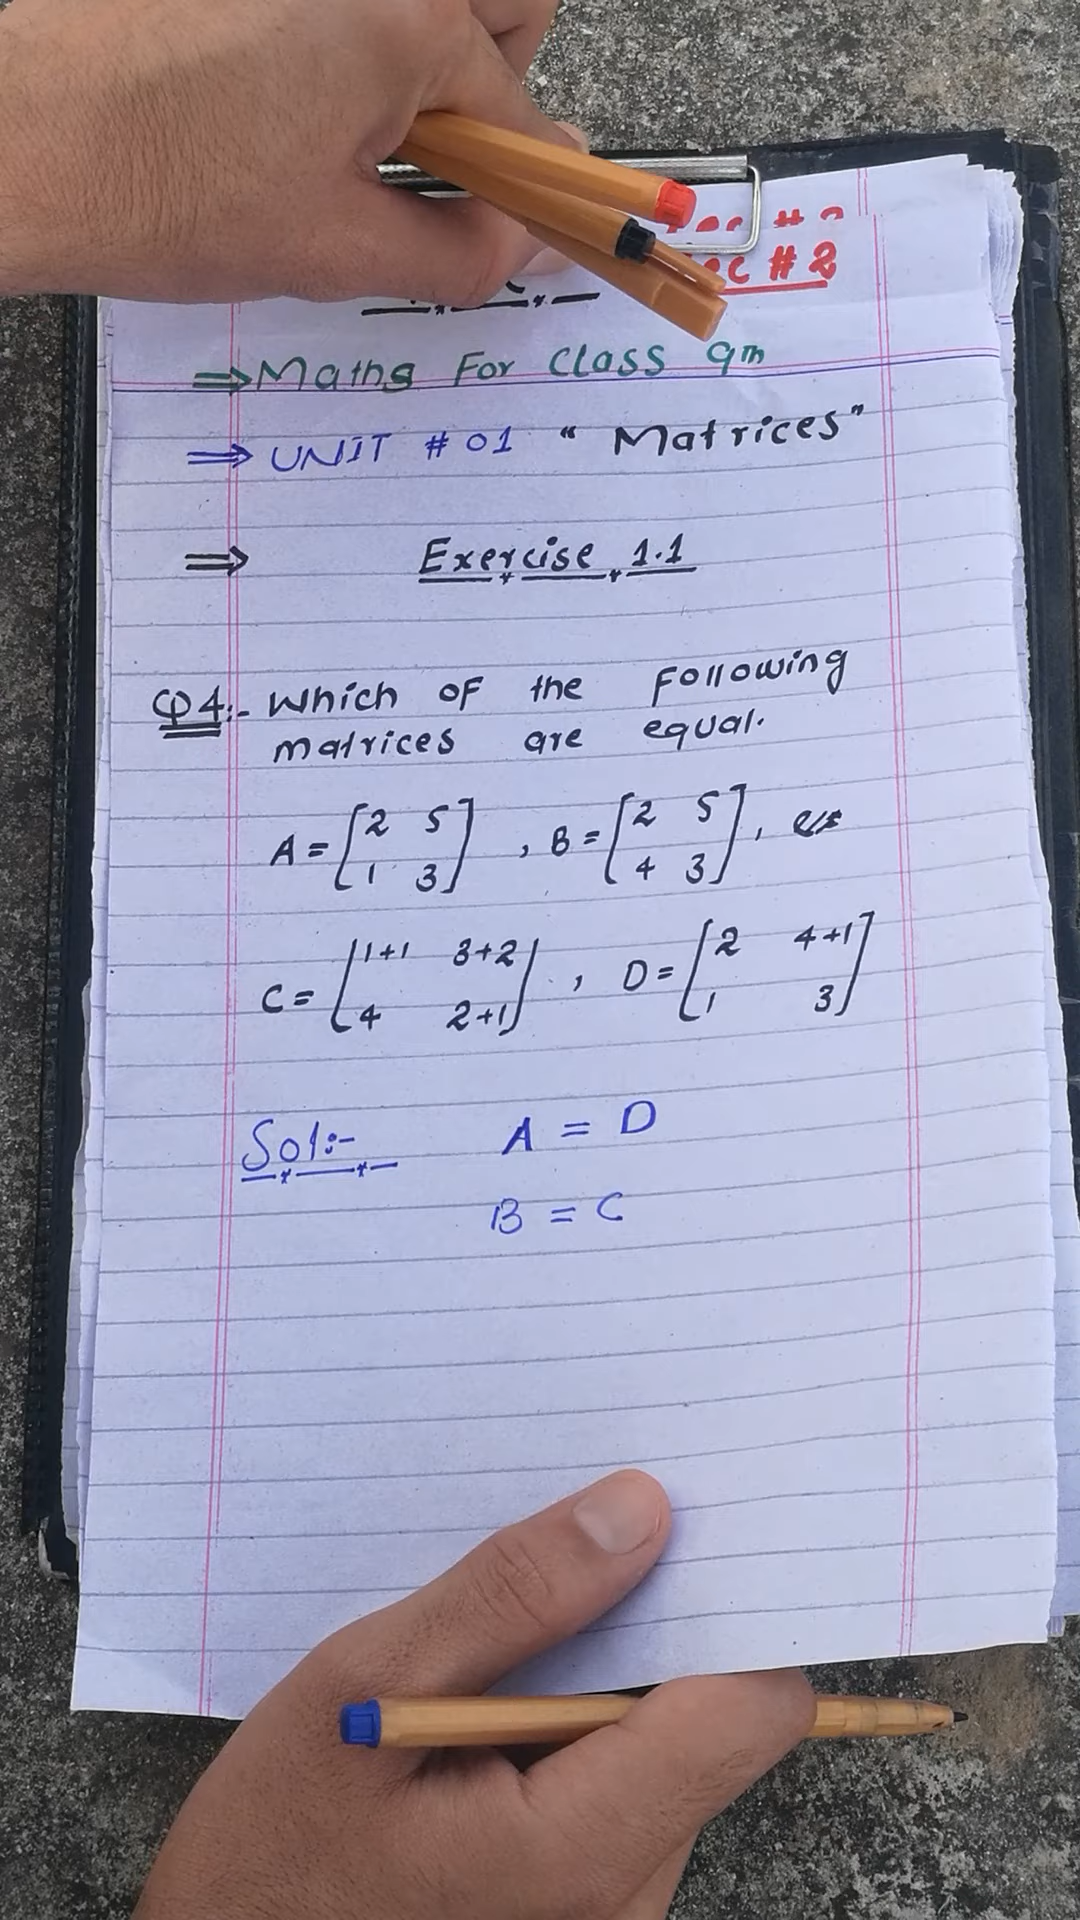 # 2
ec # 2
⇒ Maths For Class 9th
⇒ UNIT # 01 " Matrices"
⇒ Exercise 1.1
Q4:- Which of the Following
matrices are equal.
A = [2 5
1 3] , B = [2 5
4 3] ,
C = [1+1 3+2
4 2+1] , D = [2 4+1
1 3]
Sol:- A = D
B = C